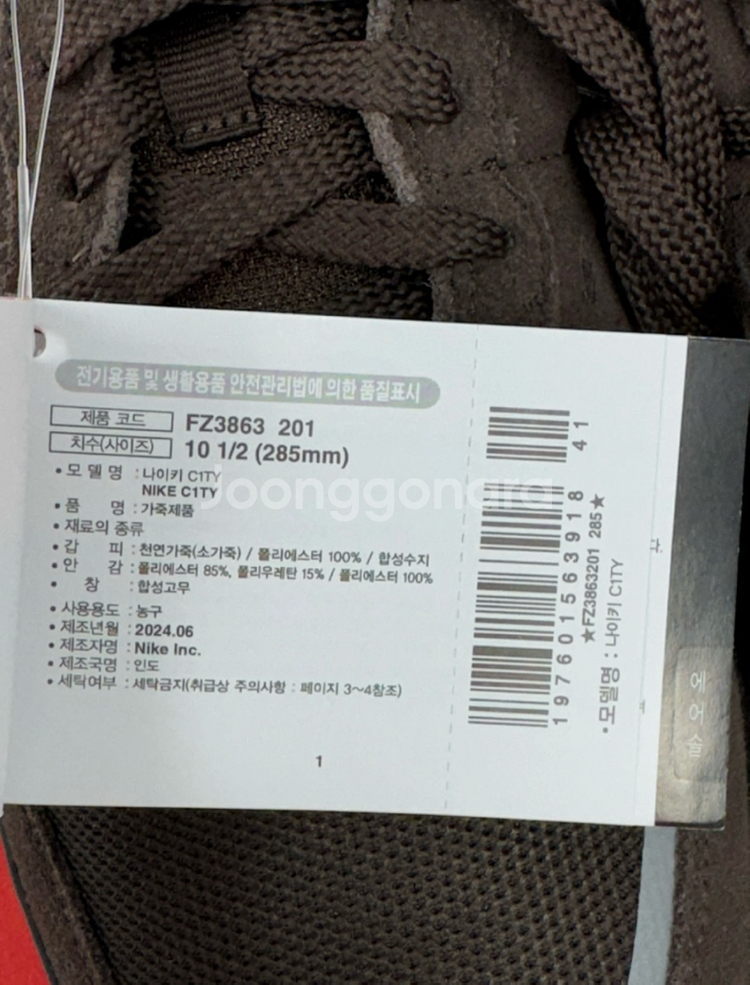 전기용품 및 생활용품 안전관리법에 의한 품질표시
제품 코드 FZ3863 201
치수(사이즈) 10 1/2 (285mm)
• 모 델 명 : 나이키 C1TY
NIKE C1TY
• 품 명 : 가죽제품
• 재료의 종류
• 갑 피 : 천연가죽(소가죽) / 폴리에스터 100% / 합성수지
• 안 감 : 폴리에스터 85%, 폴리우레탄 15% / 폴리에스터 100%
• 창 : 합성고무
• 사용용도 : 농구
• 제조년월 : 2024.06
• 제조자명 : Nike Inc.
• 제조국명 : 인도
• 세탁여부 : 세탁금지(취급상 주의사항 : 페이지 3~4참조)
1
41
197601563918
★FZ3863201 285★
• 모델명 : 나이키 C1TY
에어솔
joonggonara